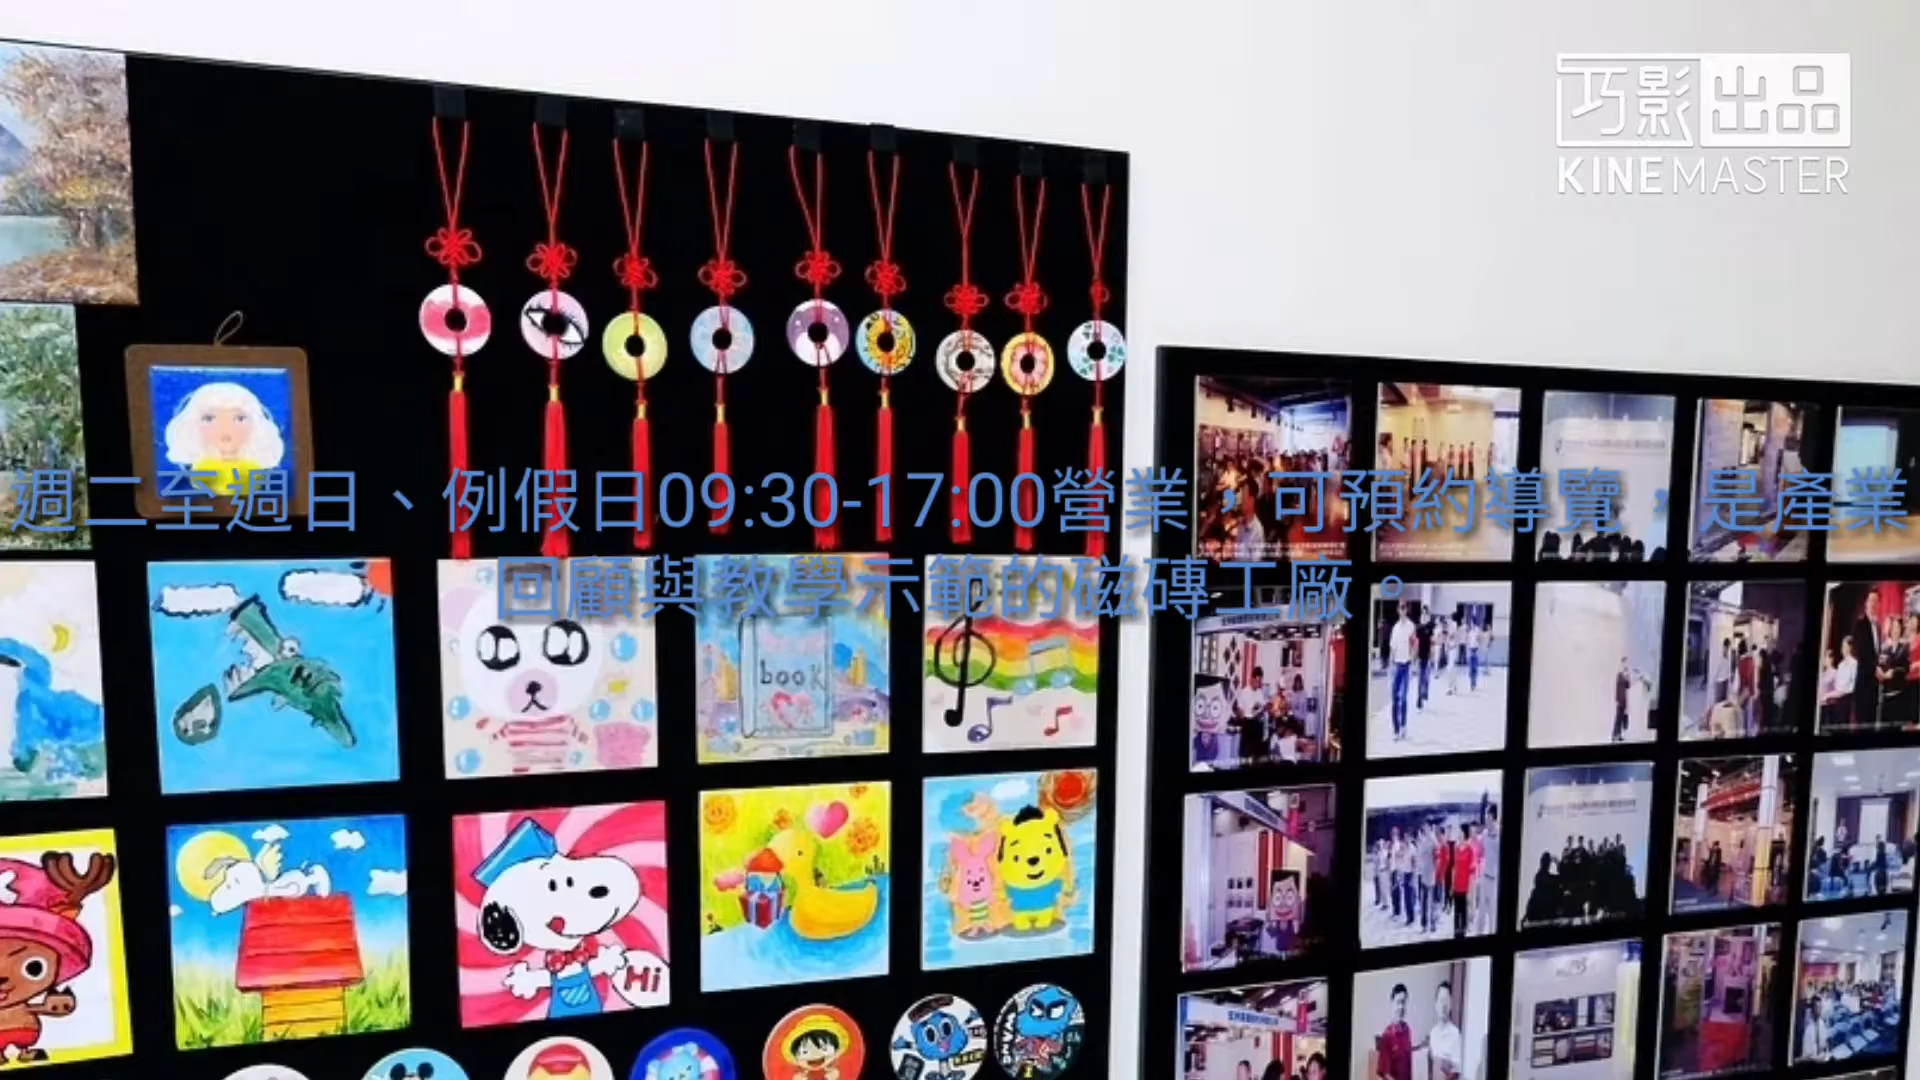 巧影出品
KINEMASTER
週二至週日、例假日09:30-17:00營業，可預約導覽，是產業
回顧與教學示範的磁磚工廠。
book
Hi